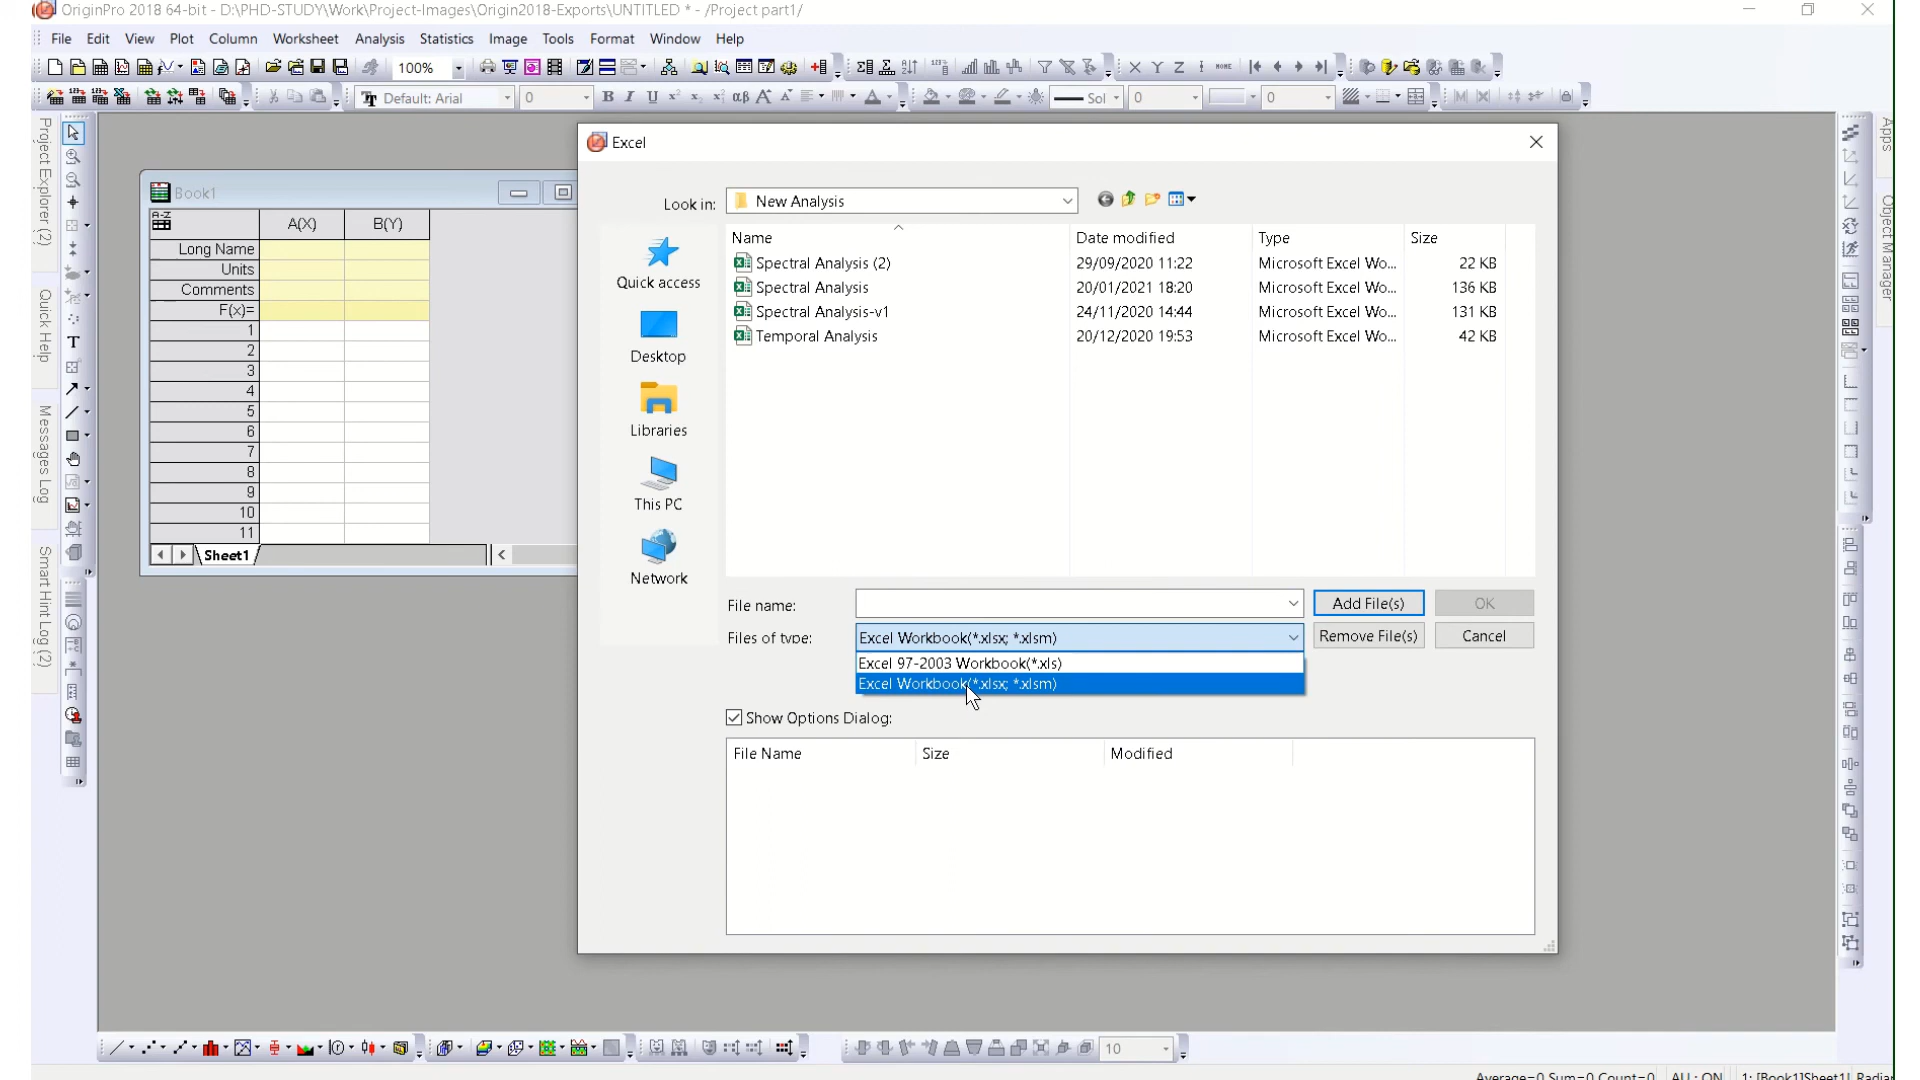 OriginPro 2018 64-bit - D:\PHD-STUDY\Work\Project-Images\Origin2018-Exports\UNTITLED * - /Project part1/
File Edit View Plot Column Worksheet Analysis Statistics Image Tools Format Window Help
100%
Default: Arial 0 B I U αβ A A A Sol 0 0
Project Explorer (2)
Quick Help
Messages Log
Smart Hint Log (2)
Apps
Object Manager
Book1
A(X) B(Y)
Long Name
Units
Comments
F(x)=
1
2
3
4
5
6
7
8
9
10
11
Sheet1
Excel
Look in: New Analysis
Quick access
Desktop
Libraries
This PC
Network
Name Date modified Type Size
Spectral Analysis (2) 29/09/2020 11:22 Microsoft Excel Wo... 22 KB
Spectral Analysis 20/01/2021 18:20 Microsoft Excel Wo... 136 KB
Spectral Analysis-v1 24/11/2020 14:44 Microsoft Excel Wo... 131 KB
Temporal Analysis 20/12/2020 19:53 Microsoft Excel Wo... 42 KB
File name: Add File(s) OK
Files of type: Excel Workbook(*.xlsx; *.xlsm) Remove File(s) Cancel
Excel 97-2003 Workbook(*.xls)
Excel Workbook(*.xlsx; *.xlsm)
Show Options Dialog:
File Name Size Modified
10
Average=0 Sum=0 Count=0 AU : ON 1: [Book1]Sheet1! Radian